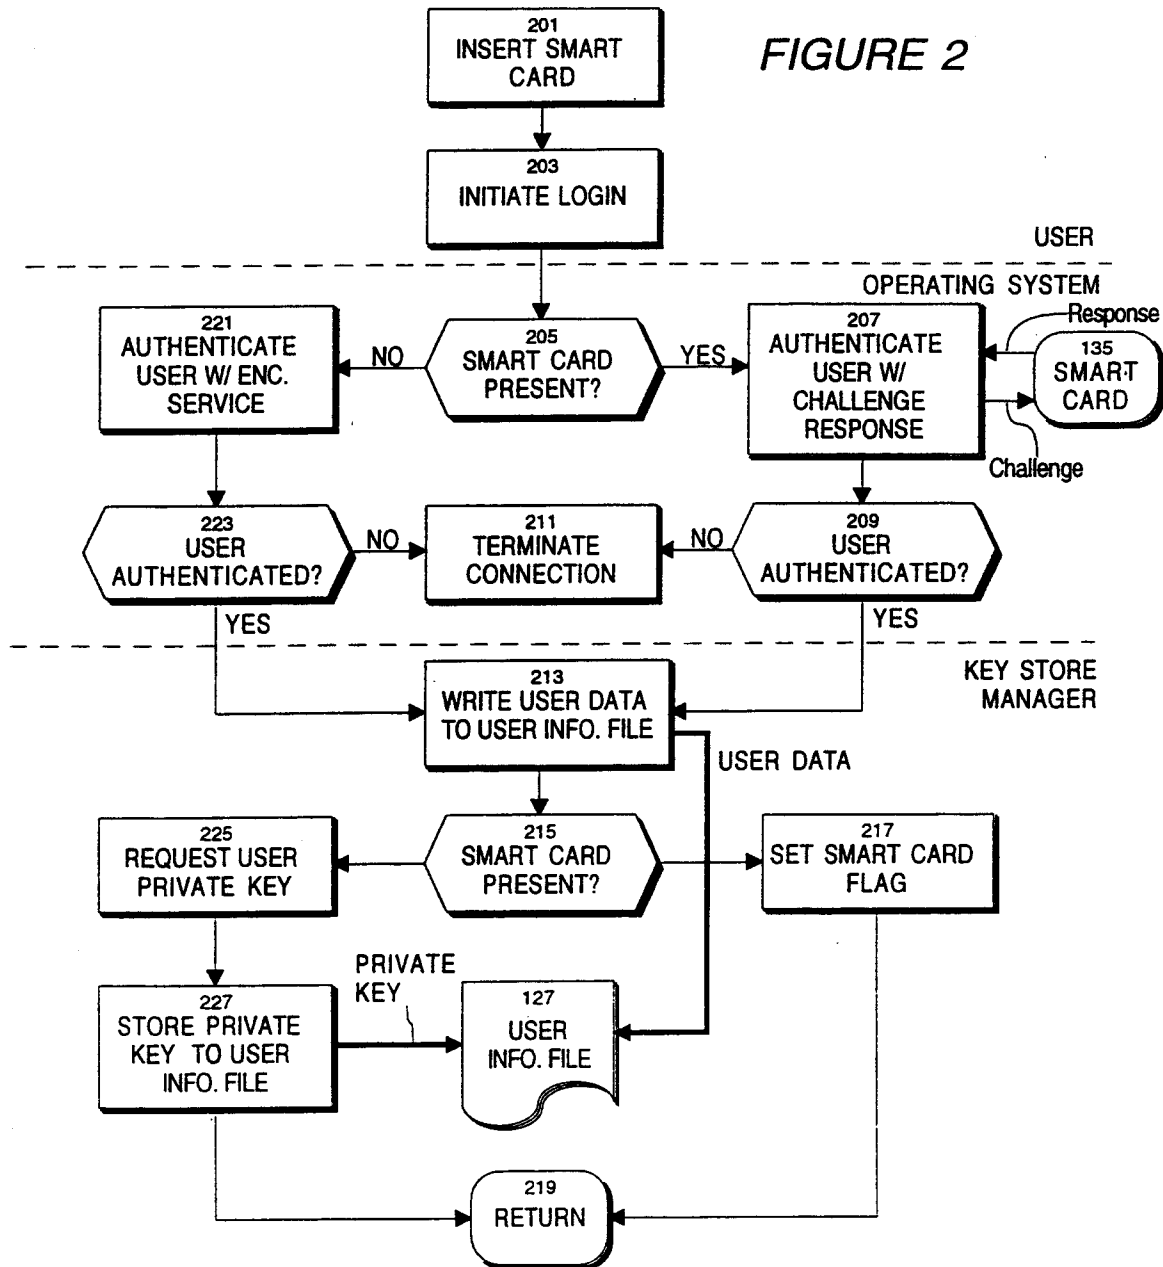 FIGURE 2
201
INSERT SMART
CARD
203
INITIATE LOGIN
USER
OPERATING SYSTEM
221
AUTHENTICATE
USER W/ ENC.
SERVICE
NO
205
SMART CARD
PRESENT?
YES
207
AUTHENTICATE
USER W/
CHALLENGE
RESPONSE
Response
135
SMART
CARD
Challenge
223
USER
AUTHENTICATED?
NO
211
TERMINATE
CONNECTION
NO
209
USER
AUTHENTICATED?
YES
YES
KEY STORE
MANAGER
213
WRITE USER DATA
TO USER INFO. FILE
USER DATA
225
REQUEST USER
PRIVATE KEY
215
SMART CARD
PRESENT?
217
SET SMART CARD
FLAG
PRIVATE
KEY
227
STORE PRIVATE
KEY TO USER
INFO. FILE
127
USER
INFO. FILE
219
RETURN